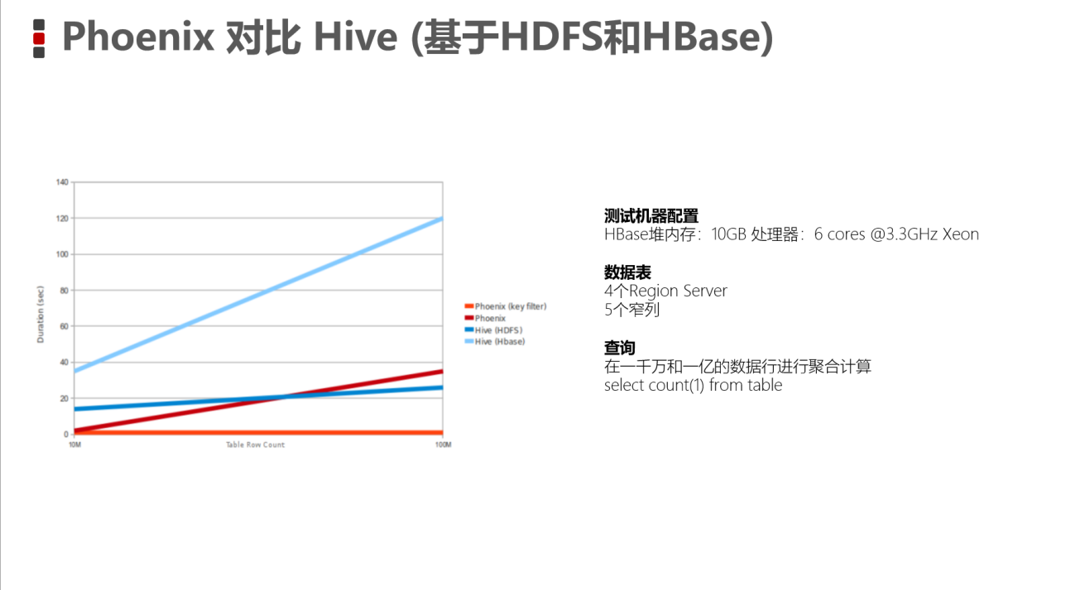 Phoenix 对比 Hive (基于HDFS和HBase)
140
120
100
80
60
40
20
0
Duration (sec)
10M
Table Row Count
100M
Phoenix (key filter)
Phoenix
Hive (HDFS)
Hive (Hbase)
测试机器配置
HBase堆内存：10GB 处理器：6 cores @3.3GHz Xeon
数据表
4个Region Server
5个窄列
查询
在一千万和一亿的数据行进行聚合计算
select count(1) from table